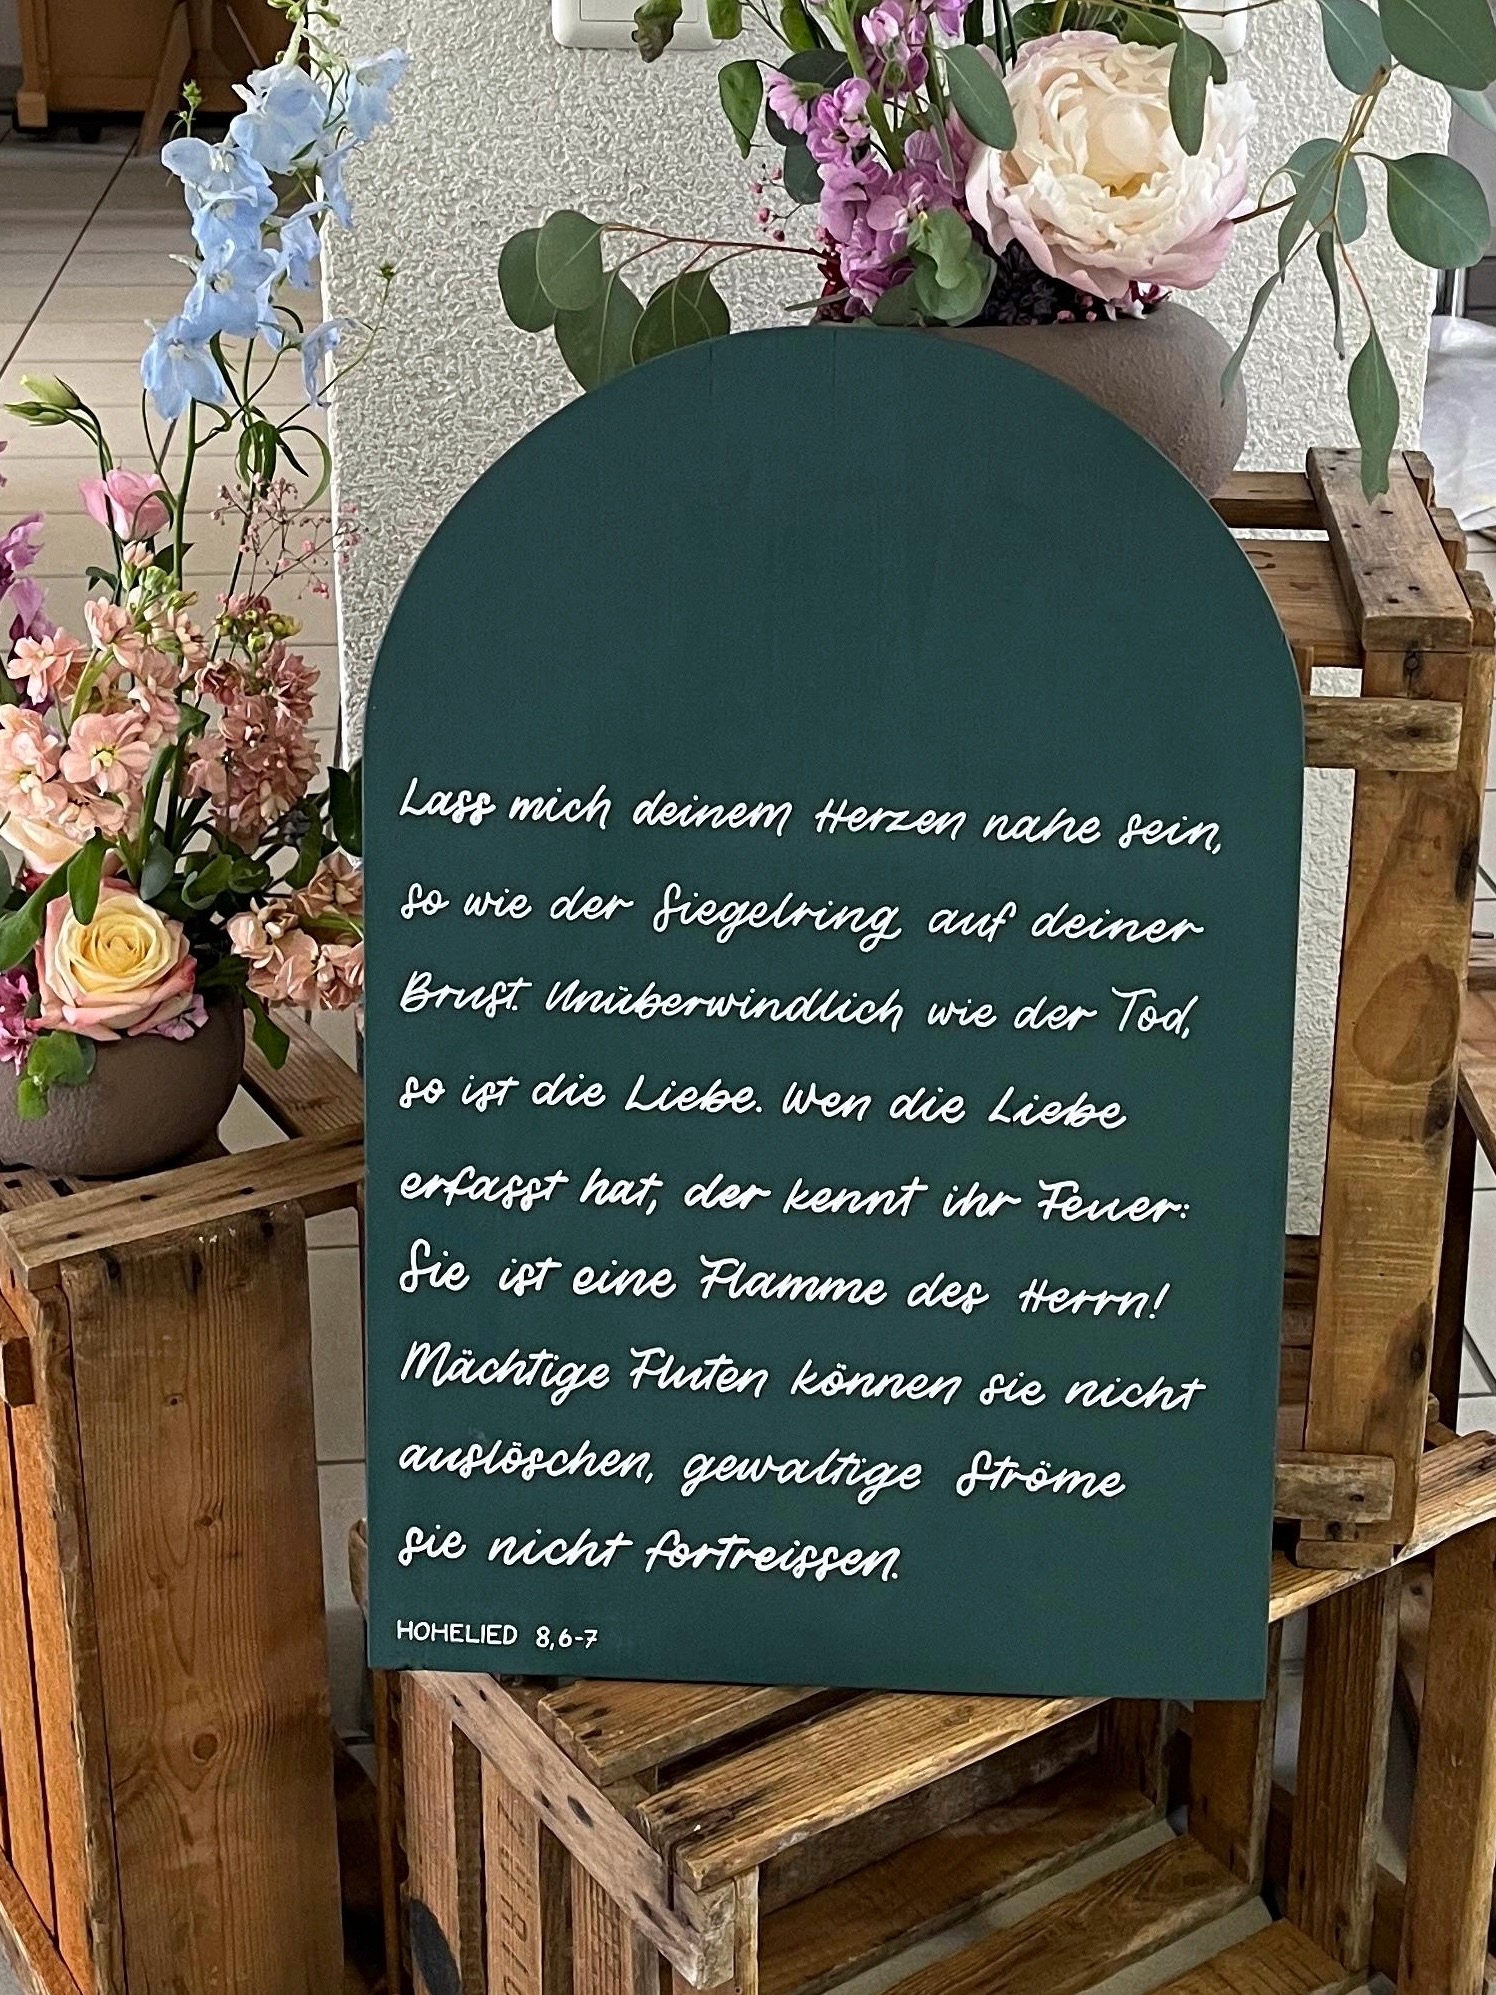 Lass mich deinem Herzen nahe sein,
so wie der Siegelring auf deiner
Brust. Unüberwindlich wie der Tod,
so ist die Liebe. Wen die Liebe
erfasst hat, der kennt ihr Feuer:
Sie ist eine Flamme des Herrn!
Mächtige Fluten können sie nicht
auslöschen, gewaltige Ströme
sie nicht fortreissen.
HOHELIED 8,6-7